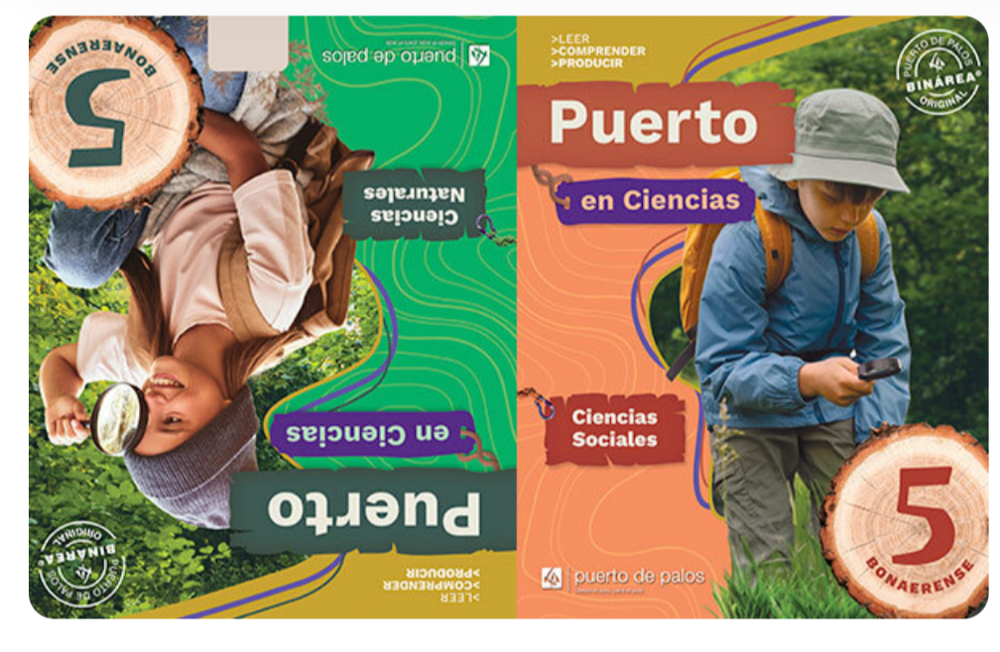 >LEER
>COMPRENDER
>PRODUCIR
PUERTO DE PALOS
BINÁREA®
ORIGINAL
Puerto
en Ciencias
Ciencias
Sociales
5
BONAERENSE
puerto de palos
>LEER
>COMPRENDER
>PRODUCIR
PUERTO DE PALOS
BINÁREA®
ORIGINAL
Puerto
en Ciencias
Ciencias
Naturales
5
BONAERENSE
puerto de palos